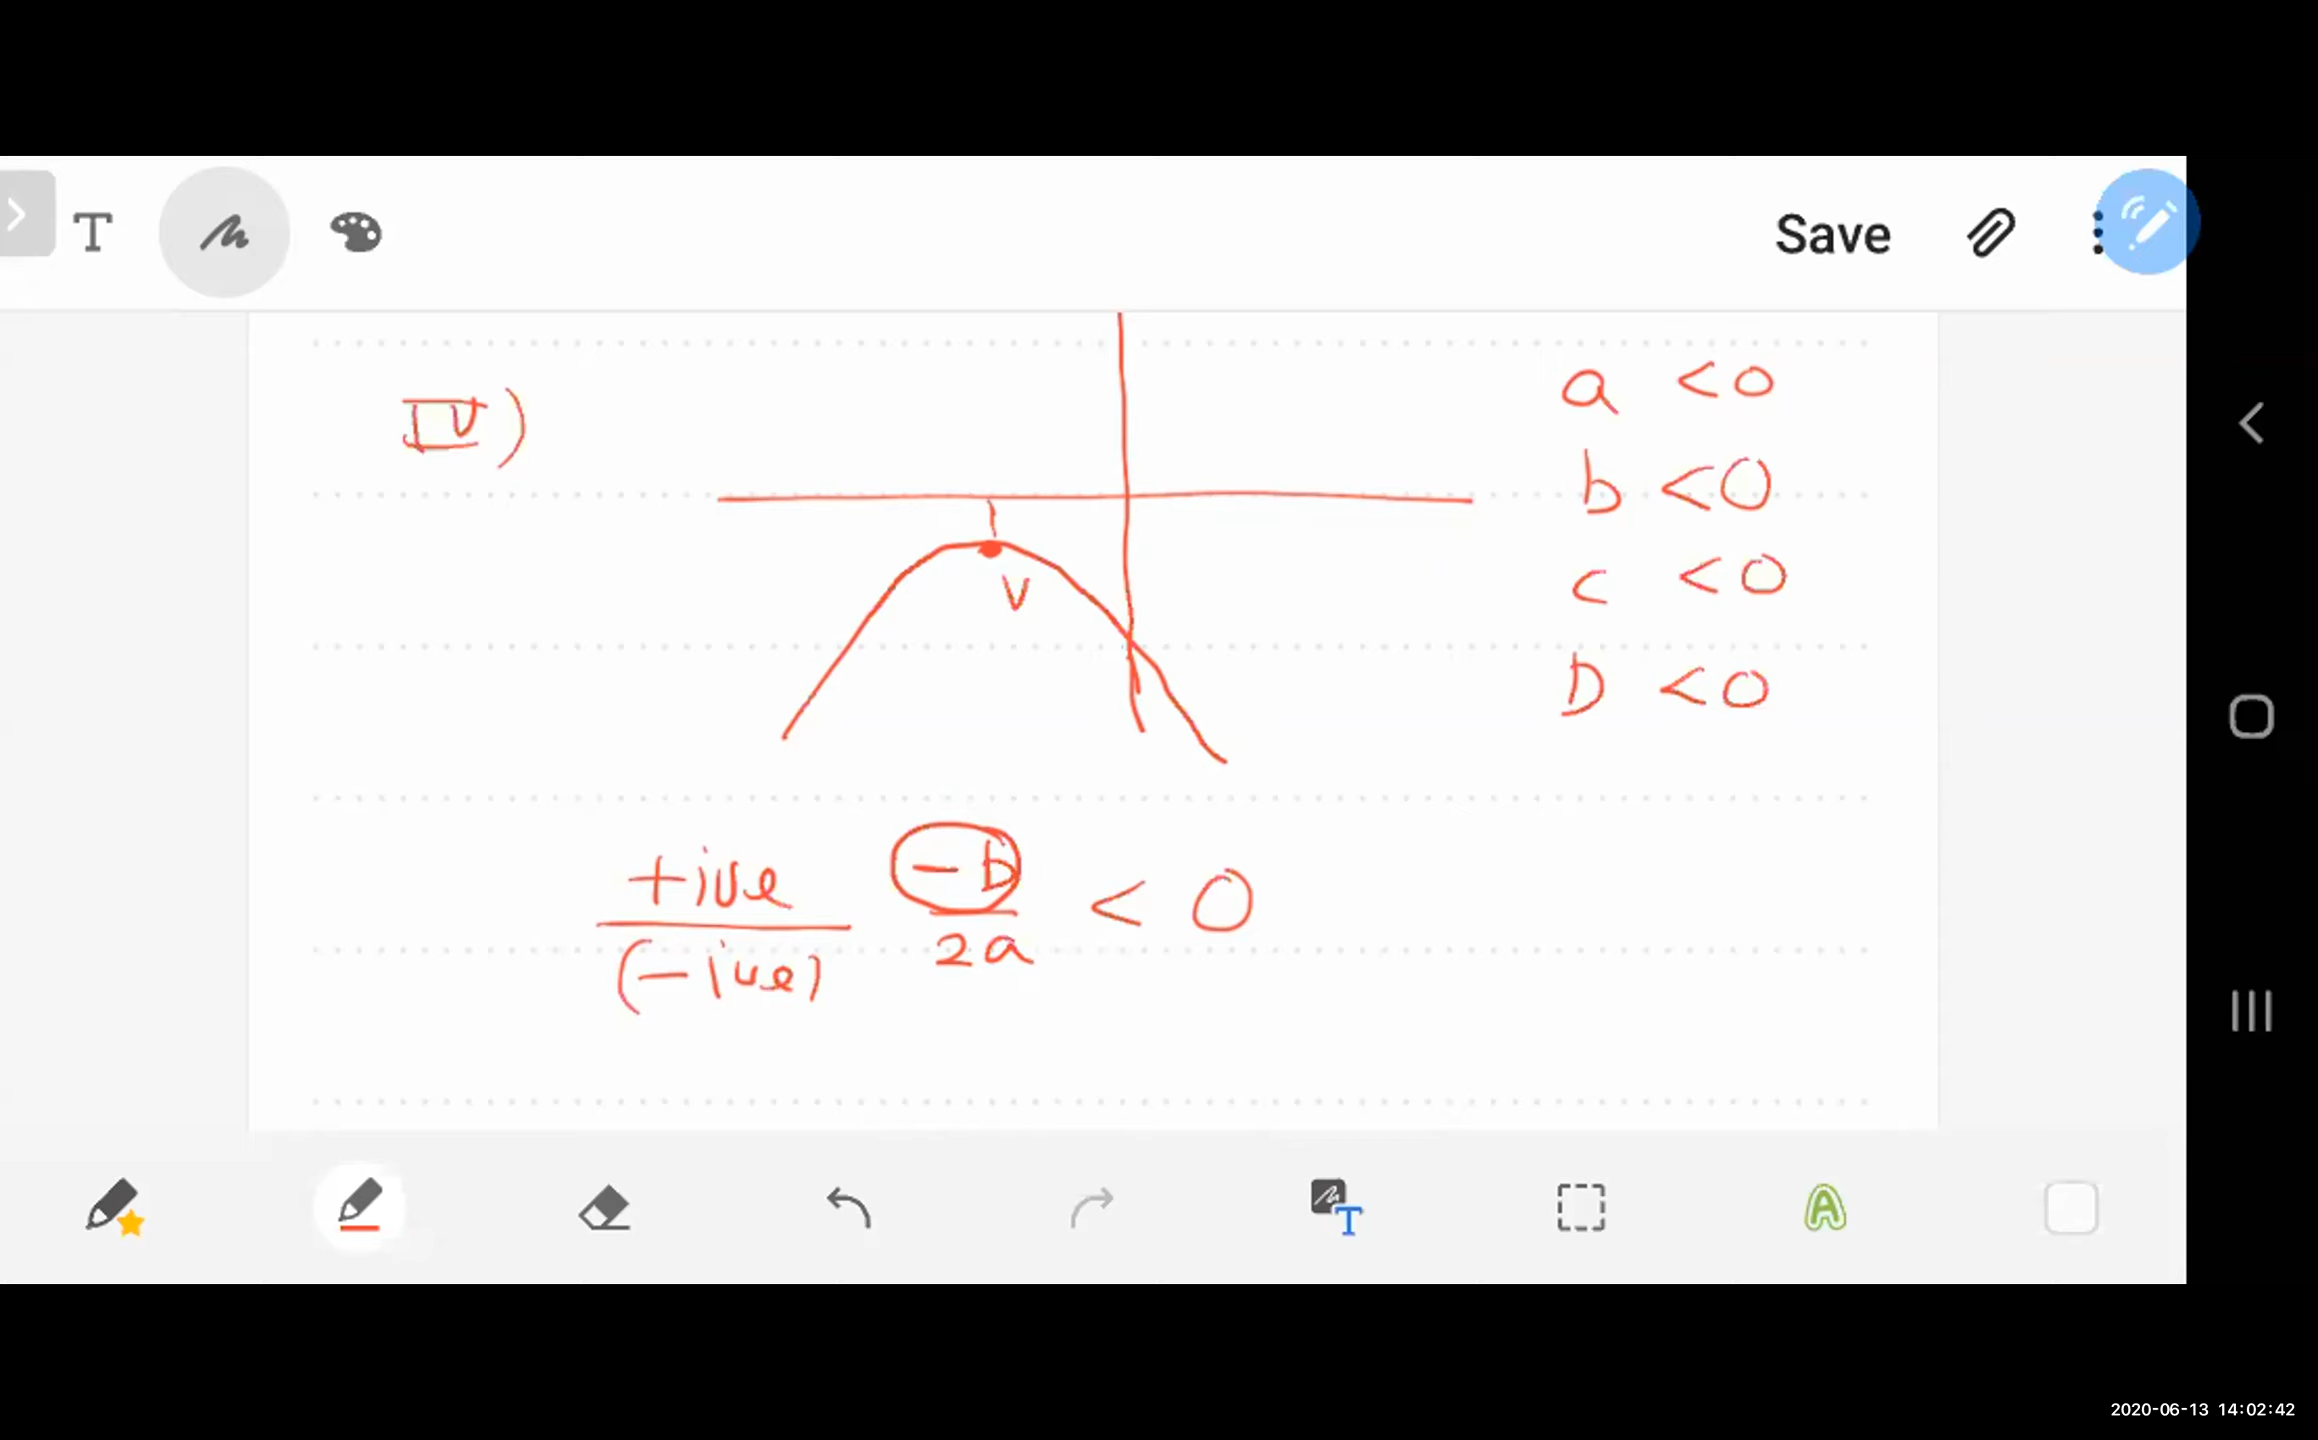 T
Save
IV)
a < 0
b < 0
c < 0
D < 0
V
+ive
(-ive)
-b
2a
< 0
T
A
2020-06-13 14:02:42